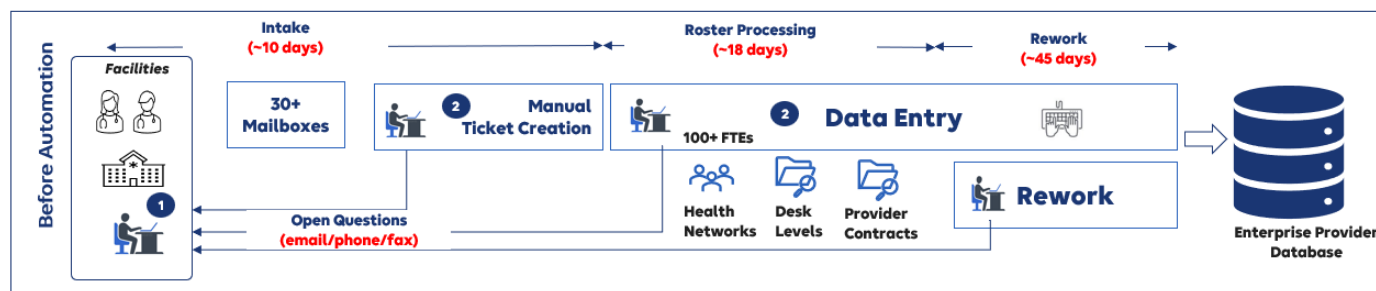 Before Automation
Intake
(~10 days)
Roster Processing
(~18 days)
Rework
(~45 days)
Facilities
30+
Mailboxes
2
Manual
Ticket Creation
2
Data Entry
100+ FTEs
1
Open Questions
(email/phone/fax)
Health
Networks
Desk
Levels
Provider
Contracts
Rework
Enterprise Provider
Database